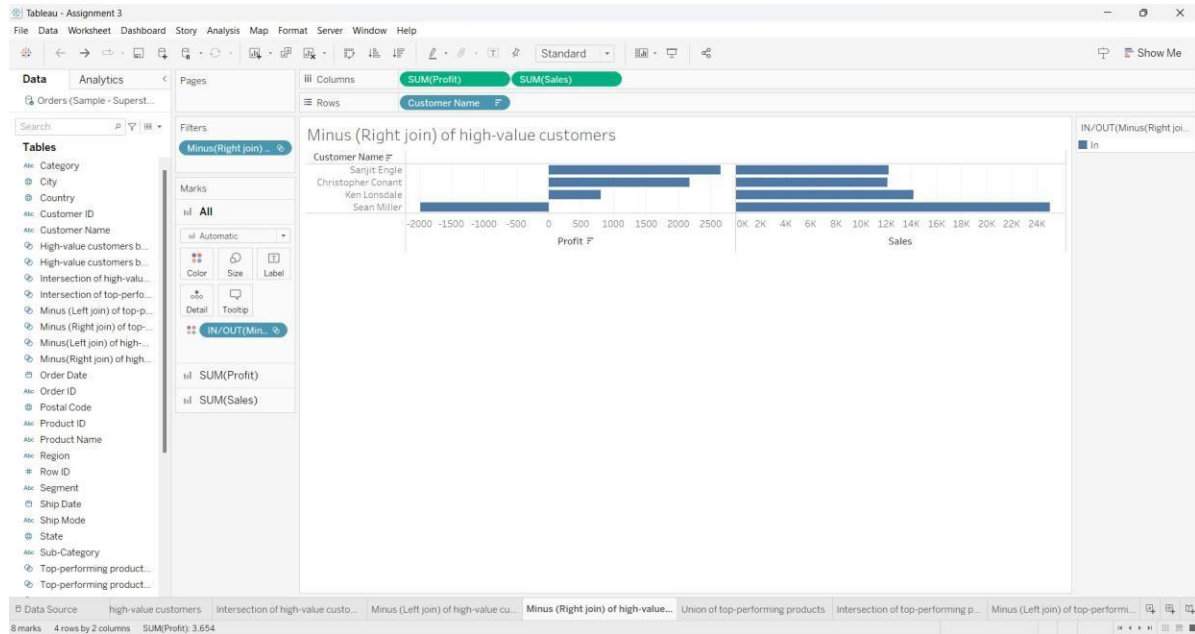 Tableau - Assignment 3
File Data Worksheet Dashboard Story Analysis Map Format Server Window Help
Standard
Show Me
Data Analytics
Orders (Sample - Superst...
Search
Tables
Abc Category
City
Country
Abc Customer ID
Abc Customer Name
High-value customers b...
High-value customers b...
Intersection of high-valu...
Intersection of top-perfo...
Minus (Left join) of top-p...
Minus (Right join) of top-...
Minus(Left join) of high-...
Minus(Right join) of high...
Order Date
Abc Order ID
Postal Code
Abc Product ID
Abc Product Name
Abc Region
# Row ID
Abc Segment
Ship Date
Abc Ship Mode
State
Abc Sub-Category
Top-performing product...
Top-performing product...
Pages
Filters
Minus(Right join) ..
Marks
All
Automatic
Color Size Label
Detail Tooltip
IN/OUT(Min..
SUM(Profit)
SUM(Sales)
Columns SUM(Profit) SUM(Sales)
Rows Customer Name
Minus (Right join) of high-value customers
Customer Name
Sanjit Engle
Christopher Conant
Ken Lonsdale
Sean Miller
-2000 -1500 -1000 -500 0 500 1000 1500 2000 2500 0K 2K 4K 6K 8K 10K 12K 14K 16K 18K 20K 22K 24K
Profit Sales
IN/OUT(Minus(Right joi...
In
Data Source high-value customers Intersection of high-value custo... Minus (Left join) of high-value cu... Minus (Right join) of high-value... Union of top-performing products Intersection of top-performing p... Minus (Left join) of top-performi...
8 marks 4 rows by 2 columns SUM(Profit): 3,654